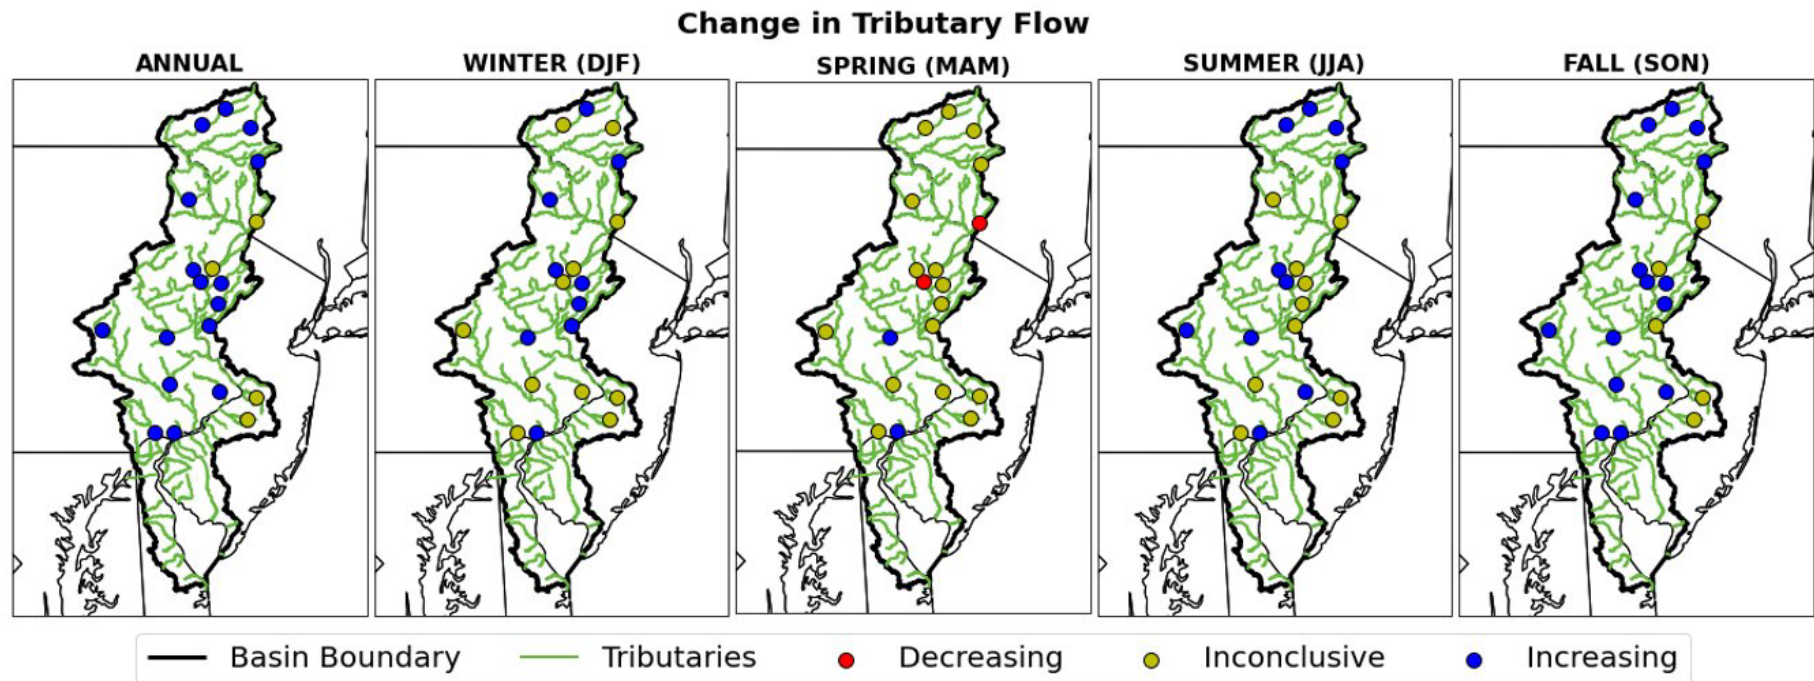 Change in Tributary Flow
ANNUAL
WINTER (DJF)
SPRING (MAM)
SUMMER (JJA)
FALL (SON)
Basin Boundary
Tributaries
Decreasing
Inconclusive
Increasing